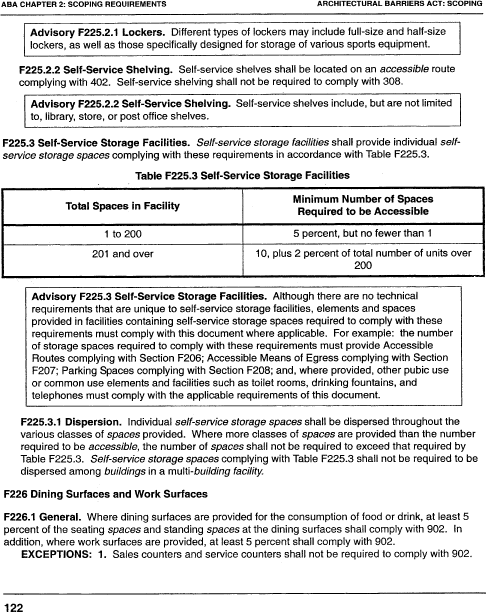 ABA CHAPTER 2: SCOPING REQUIREMENTS ARCHITECTURAL BARRIERS ACT: SCOPING
Advisory F225.2.1 Lockers. Different types of lockers may include full-size and half-size
lockers, as well as those specifically designed for storage of various sports equipment.
F225.2.2 Self-Service Shelving. Self-service shelves shall be located on an accessible route
complying with 402. Self-service shelving shall not be required to comply with 308.
Advisory F225.2.2 Self-Service Shelving. Self-service shelves include, but are not limited
to, library, store, or post office shelves.
F225.3 Self-Service Storage Facilities. Self-service storage facilities shall provide individual self-
service storage spaces complying with these requirements in accordance with Table F225.3.
Table F225.3 Self-Service Storage Facilities
Total Spaces in Facility
Minimum Number of Spaces
Required to be Accessible
1 to 200 5 percent, but no fewer than 1
201 and over 10, plus 2 percent of total number of units over
200
Advisory F225.3 Self-Service Storage Facilities. Although there are no technical
requirements that are unique to self-service storage facilities, elements and spaces
provided in facilities containing self-service storage spaces required to comply with these
requirements must comply with this document where applicable. For example: the number
of storage spaces required to comply with these requirements must provide Accessible
Routes complying with Section F206; Accessible Means of Egress complying with Section
F207; Parking Spaces complying with Section F208; and, where provided, other pubic use
or common use elements and facilities such as toilet rooms, drinking fountains, and
telephones must comply with the applicable requirements of this document.
F225.3.1 Dispersion. Individual self-service storage spaces shall be dispersed throughout the
various classes of spaces provided. Where more classes of spaces are provided than the number
required to be accessible, the number of spaces shall not be required to exceed that required by
Table F225.3. Self-service storage spaces complying with Table F225.3 shall not be required to be
dispersed among buildings in a multi-building facility.
F226 Dining Surfaces and Work Surfaces
F226.1 General. Where dining surfaces are provided for the consumption of food or drink, at least 5
percent of the seating spaces and standing spaces at the dining surfaces shall comply with 902. In
addition, where work surfaces are provided, at least 5 percent shall comply with 902.
EXCEPTIONS: 1. Sales counters and service counters shall not be required to comply with 902.
122